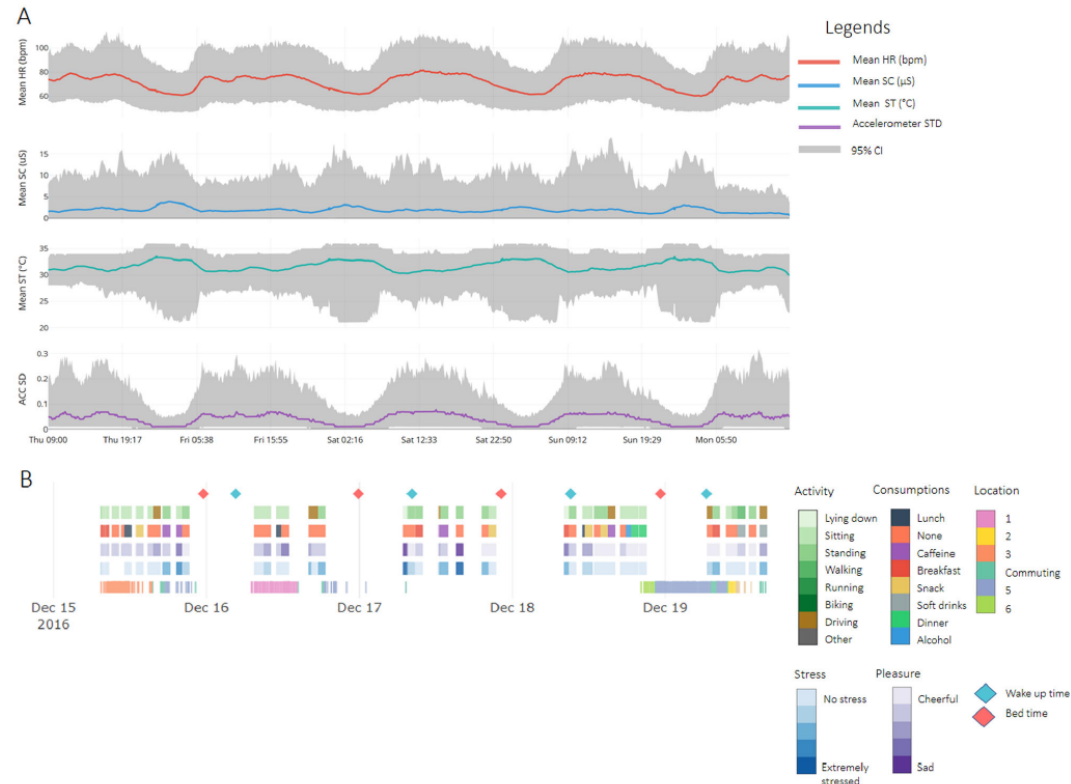 A
Legends
Mean HR (bpm)
100
80
60
Mean HR (bpm)
Mean SC (µS)
Mean ST (°C)
Accelerometer STD
95% CI
Mean SC (uS)
15
10
5
0
Mean ST (°C)
35
30
25
20
ACC SD
0.3
0.2
0.1
0
Thu 09:00 Thu 19:17 Fri 05:38 Fri 15:55 Sat 02:16 Sat 12:33 Sat 22:50 Sun 09:12 Sun 19:29 Mon 05:50
B
Dec 15 Dec 16 Dec 17 Dec 18 Dec 19
2016
Activity
Lying down
Sitting
Standing
Walking
Running
Biking
Driving
Other
Consumptions
Lunch
None
Caffeine
Breakfast
Snack
Soft drinks
Dinner
Alcohol
Location
1
2
3
Commuting
5
6
Stress
No stress
Extremely
stressed
Pleasure
Cheerful
Sad
Wake up time
Bed time